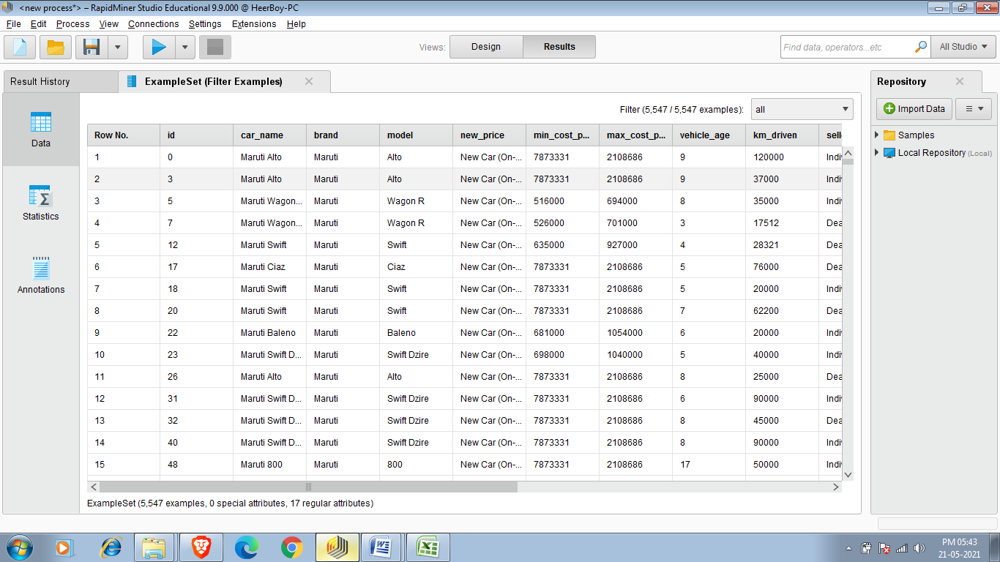 <new process*> – RapidMiner Studio Educational 9.9.000 @ HeerBoy-PC
File Edit Process View Connections Settings Extensions Help
Views: Design Results Find data, operators...etc All Studio
Result History ExampleSet (Filter Examples) Repository
Filter (5,547 / 5,547 examples): all Import Data
Data
Statistics
Annotations
Samples
Local Repository (Local)
Row No. id car_name brand model new_price min_cost_p... max_cost_p... vehicle_age km_driven sell
1 0 Maruti Alto Maruti Alto New Car (On-... 7873331 2108686 9 120000 Indi
2 3 Maruti Alto Maruti Alto New Car (On-... 7873331 2108686 9 37000 Indi
3 5 Maruti Wagon... Maruti Wagon R New Car (On-... 516000 694000 8 35000 Indi
4 7 Maruti Wagon... Maruti Wagon R New Car (On-... 526000 701000 3 17512 Dea
5 12 Maruti Swift Maruti Swift New Car (On-... 635000 927000 4 28321 Dea
6 17 Maruti Ciaz Maruti Ciaz New Car (On-... 7873331 2108686 5 76000 Dea
7 18 Maruti Swift Maruti Swift New Car (On-... 7873331 2108686 5 20000 Indi
8 20 Maruti Swift Maruti Swift New Car (On-... 7873331 2108686 7 62200 Dea
9 22 Maruti Baleno Maruti Baleno New Car (On-... 681000 1054000 6 20000 Indi
10 23 Maruti Swift D... Maruti Swift Dzire New Car (On-... 698000 1040000 5 40000 Indi
11 26 Maruti Alto Maruti Alto New Car (On-... 7873331 2108686 8 25000 Dea
12 31 Maruti Swift D... Maruti Swift Dzire New Car (On-... 7873331 2108686 6 90000 Indi
13 32 Maruti Swift D... Maruti Swift Dzire New Car (On-... 7873331 2108686 8 45000 Dea
14 40 Maruti Swift D... Maruti Swift Dzire New Car (On-... 7873331 2108686 8 90000 Indi
15 48 Maruti 800 Maruti 800 New Car (On-... 7873331 2108686 17 50000 Indi
ExampleSet (5,547 examples, 0 special attributes, 17 regular attributes)
PM 05:43
21-05-2021